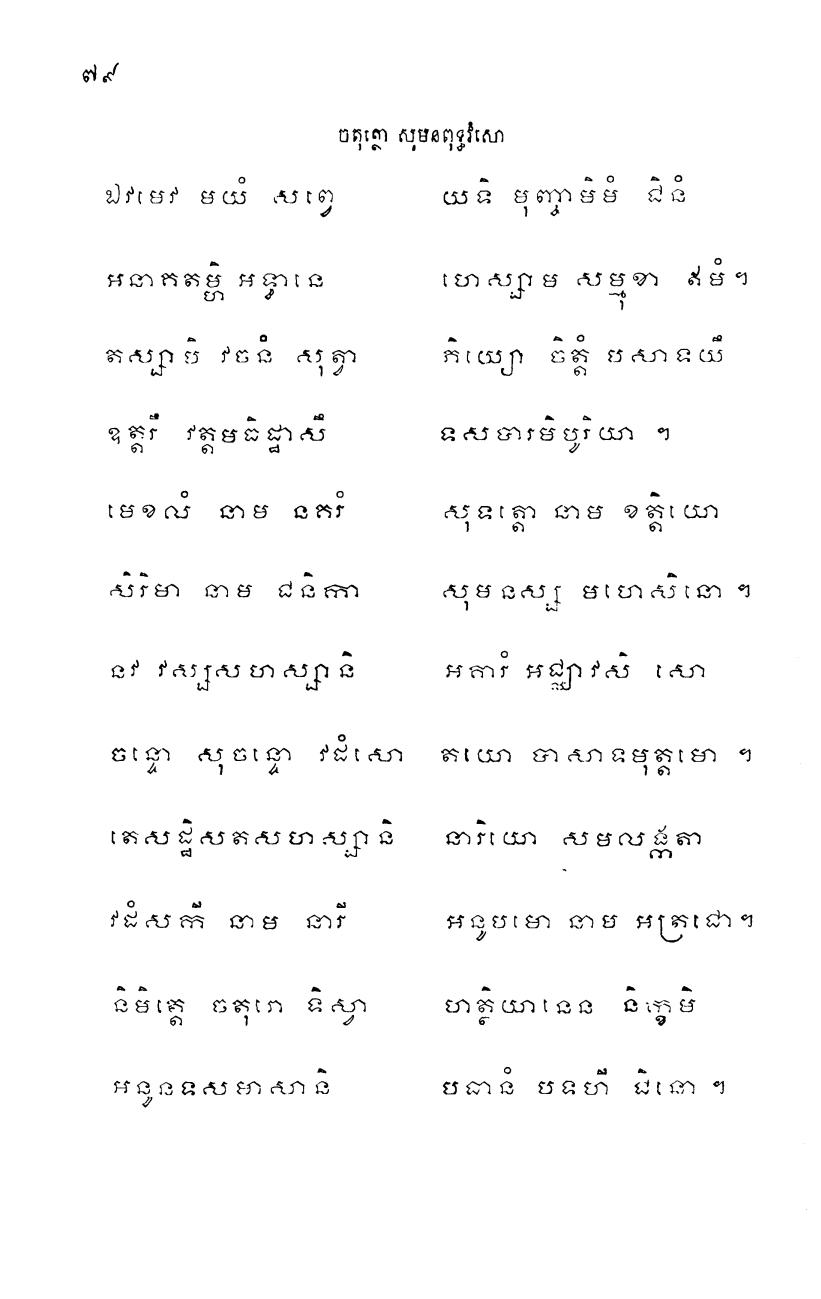 ៧៩
ចតុត្ថោ សុមនពុទ្ធវំសោ
ឯវមេវ មយំ សព្វេ យទិ មុញ្ចាមិមំ ជិនំ
អនាគតម្ហិ អទ្ធានេ ហេស្សាម សម្មុខា ឥមំ។
តស្សាបិ វចនំ សុត្វា ភិយ្យោ ចិត្តំ បសាទយឹ
ឧត្តរឹ វត្តមធិដ្ឋាសឹ ទសបារមិបូរិយា ។
មេខលំ នាម នគរំ សុទត្តោ នាម ខត្តិយោ
សិរិមា នាម ជនិកា សុមនស្ស មហេសិនោ ។
នវ វស្សសហស្សានិ អគារំ អជ្ឈាវសិ សោ
ចន្ទោ សុចន្ទោ វដំសោ តយោ បាសាទមុត្តមោ ។
តេសដ្ឋិសតសហស្សានិ នារិយោ សមលង្កតា
វដំសកី នាម នារី អនូបមោ នាម អត្រជោ។
និមិត្តេ ចតុរោ ទិស្វា ហត្ថិយានេន និក្ខមិ
អនូនទសមាសានិ បធានំ បទហី ជិនោ ។